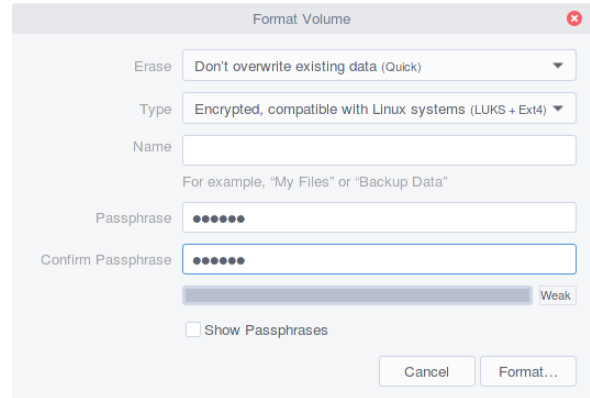 Format Volume
Erase Don't overwrite existing data (Quick)
Type Encrypted, compatible with Linux systems (LUKS + Ext4)
Name
For example, “My Files” or “Backup Data”
Passphrase ●●●●●●
Confirm Passphrase ●●●●●●
Weak
Show Passphrases
Cancel Format...